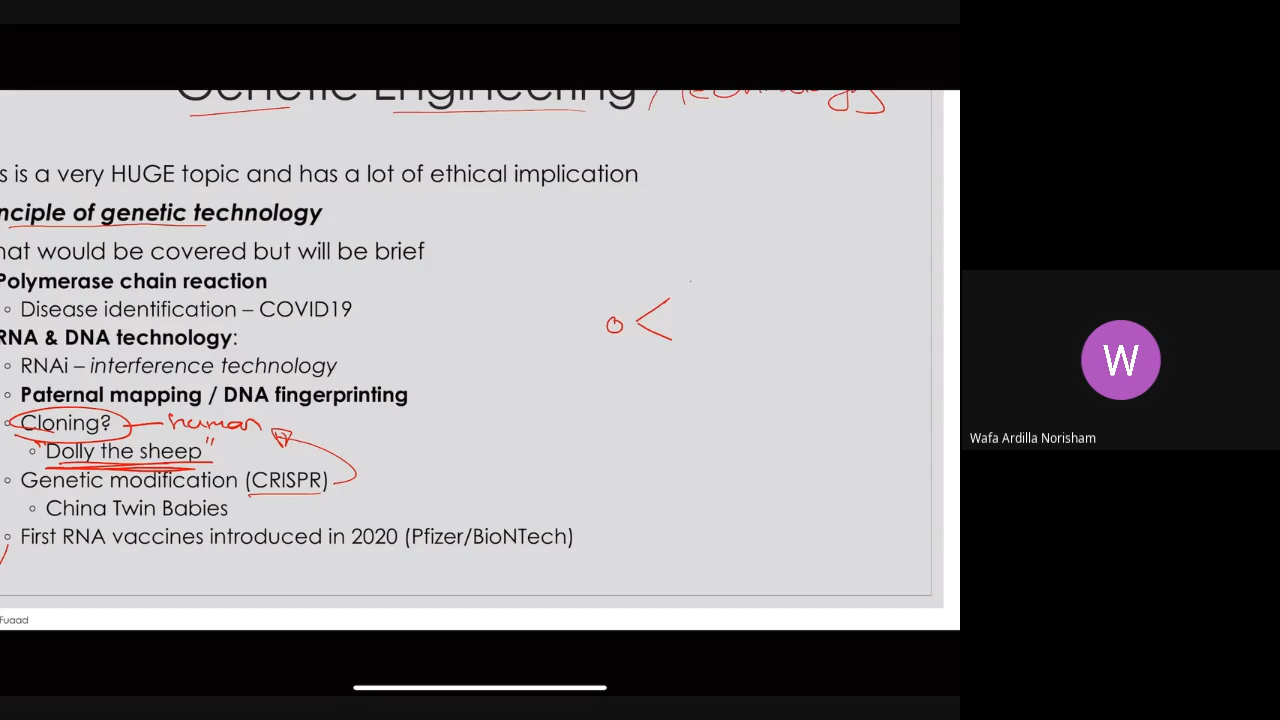 Genetic Engineering / Technology
s is a very HUGE topic and has a lot of ethical implication
nciple of genetic technology
hat would be covered but will be brief
Polymerase chain reaction
◦ Disease identification – COVID19
RNA & DNA technology:
◦ RNAi – interference technology
◦ Paternal mapping / DNA fingerprinting
◦ Cloning? — human
◦ "Dolly the sheep"
◦ Genetic modification (CRISPR)
◦ China Twin Babies
◦ First RNA vaccines introduced in 2020 (Pfizer/BioNTech)
Fuaad
W
Wafa Ardilla Norisham